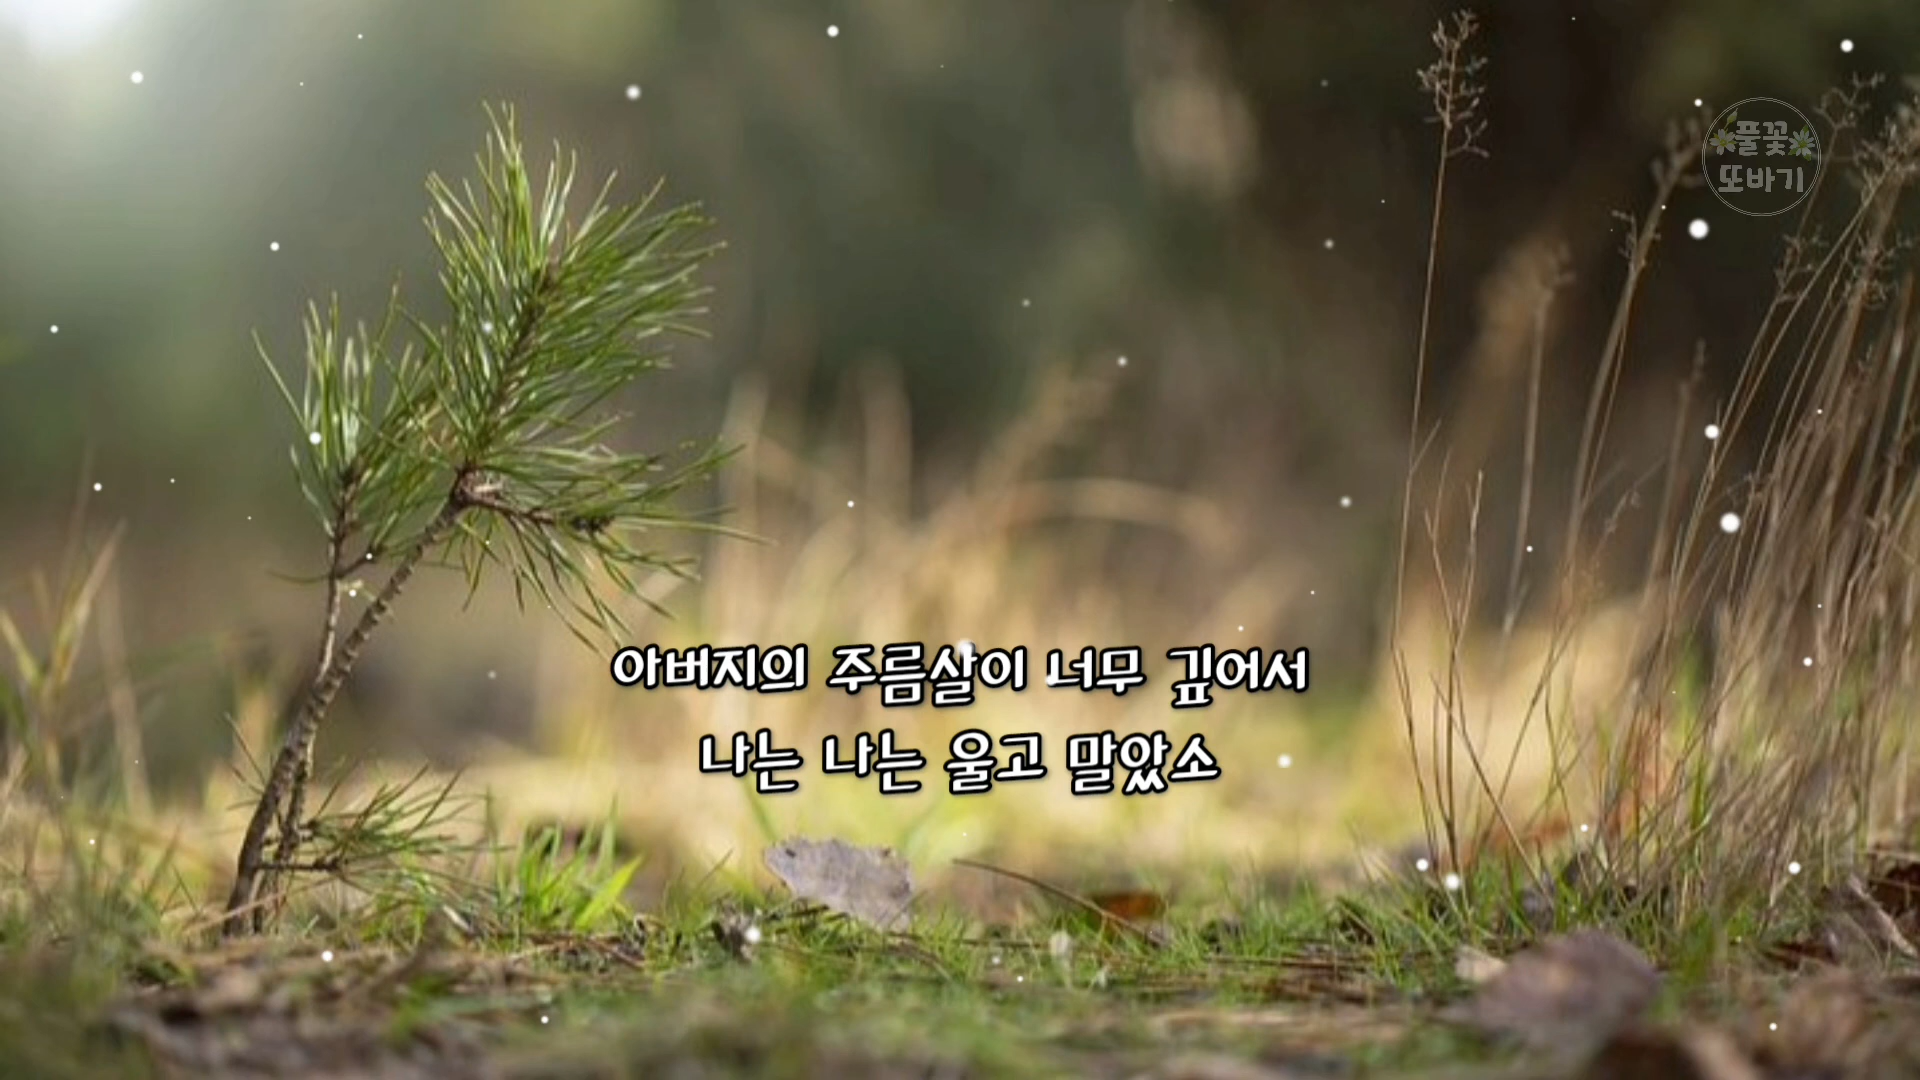 풀꽃
또바기
아버지의 주름살이 너무 깊어서
나는 나는 울고 말았소